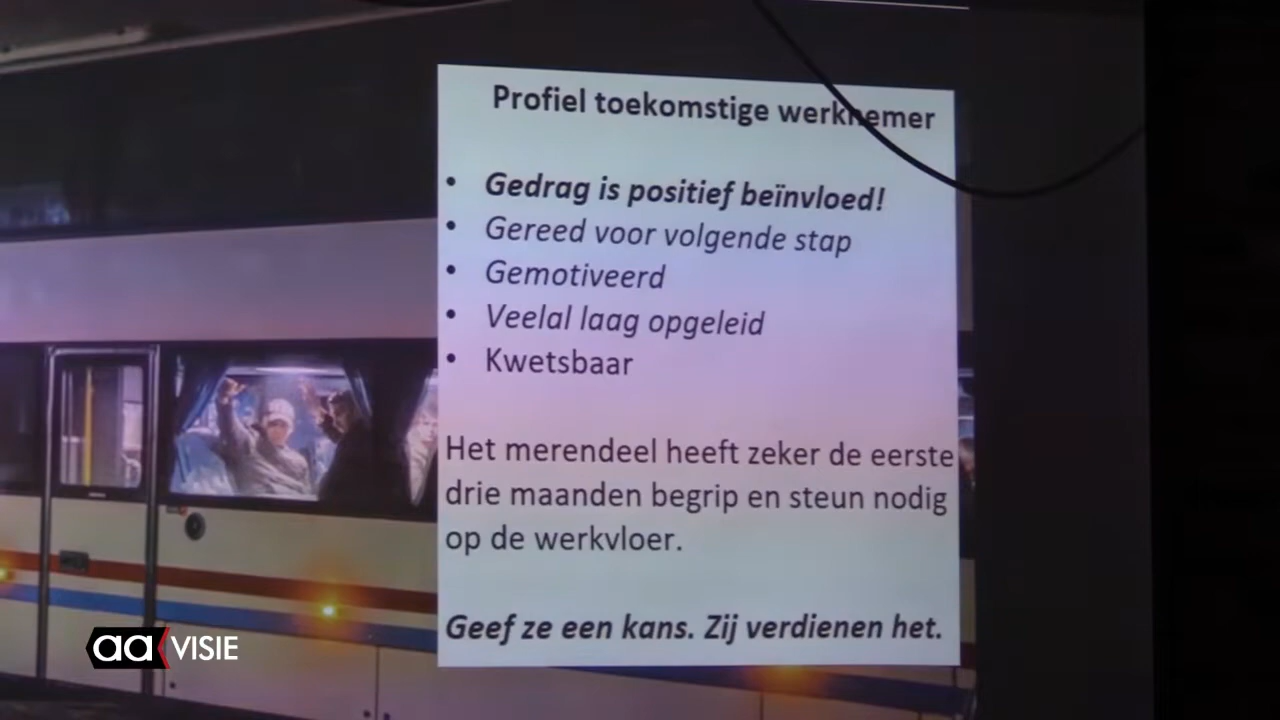 Profiel toekomstige werknemer
• Gedrag is positief beïnvloed!
• Gereed voor volgende stap
• Gemotiveerd
• Veelal laag opgeleid
• Kwetsbaar
Het merendeel heeft zeker de eerste
drie maanden begrip en steun nodig
op de werkvloer.
Geef ze een kans. Zij verdienen het.
aa VISIE